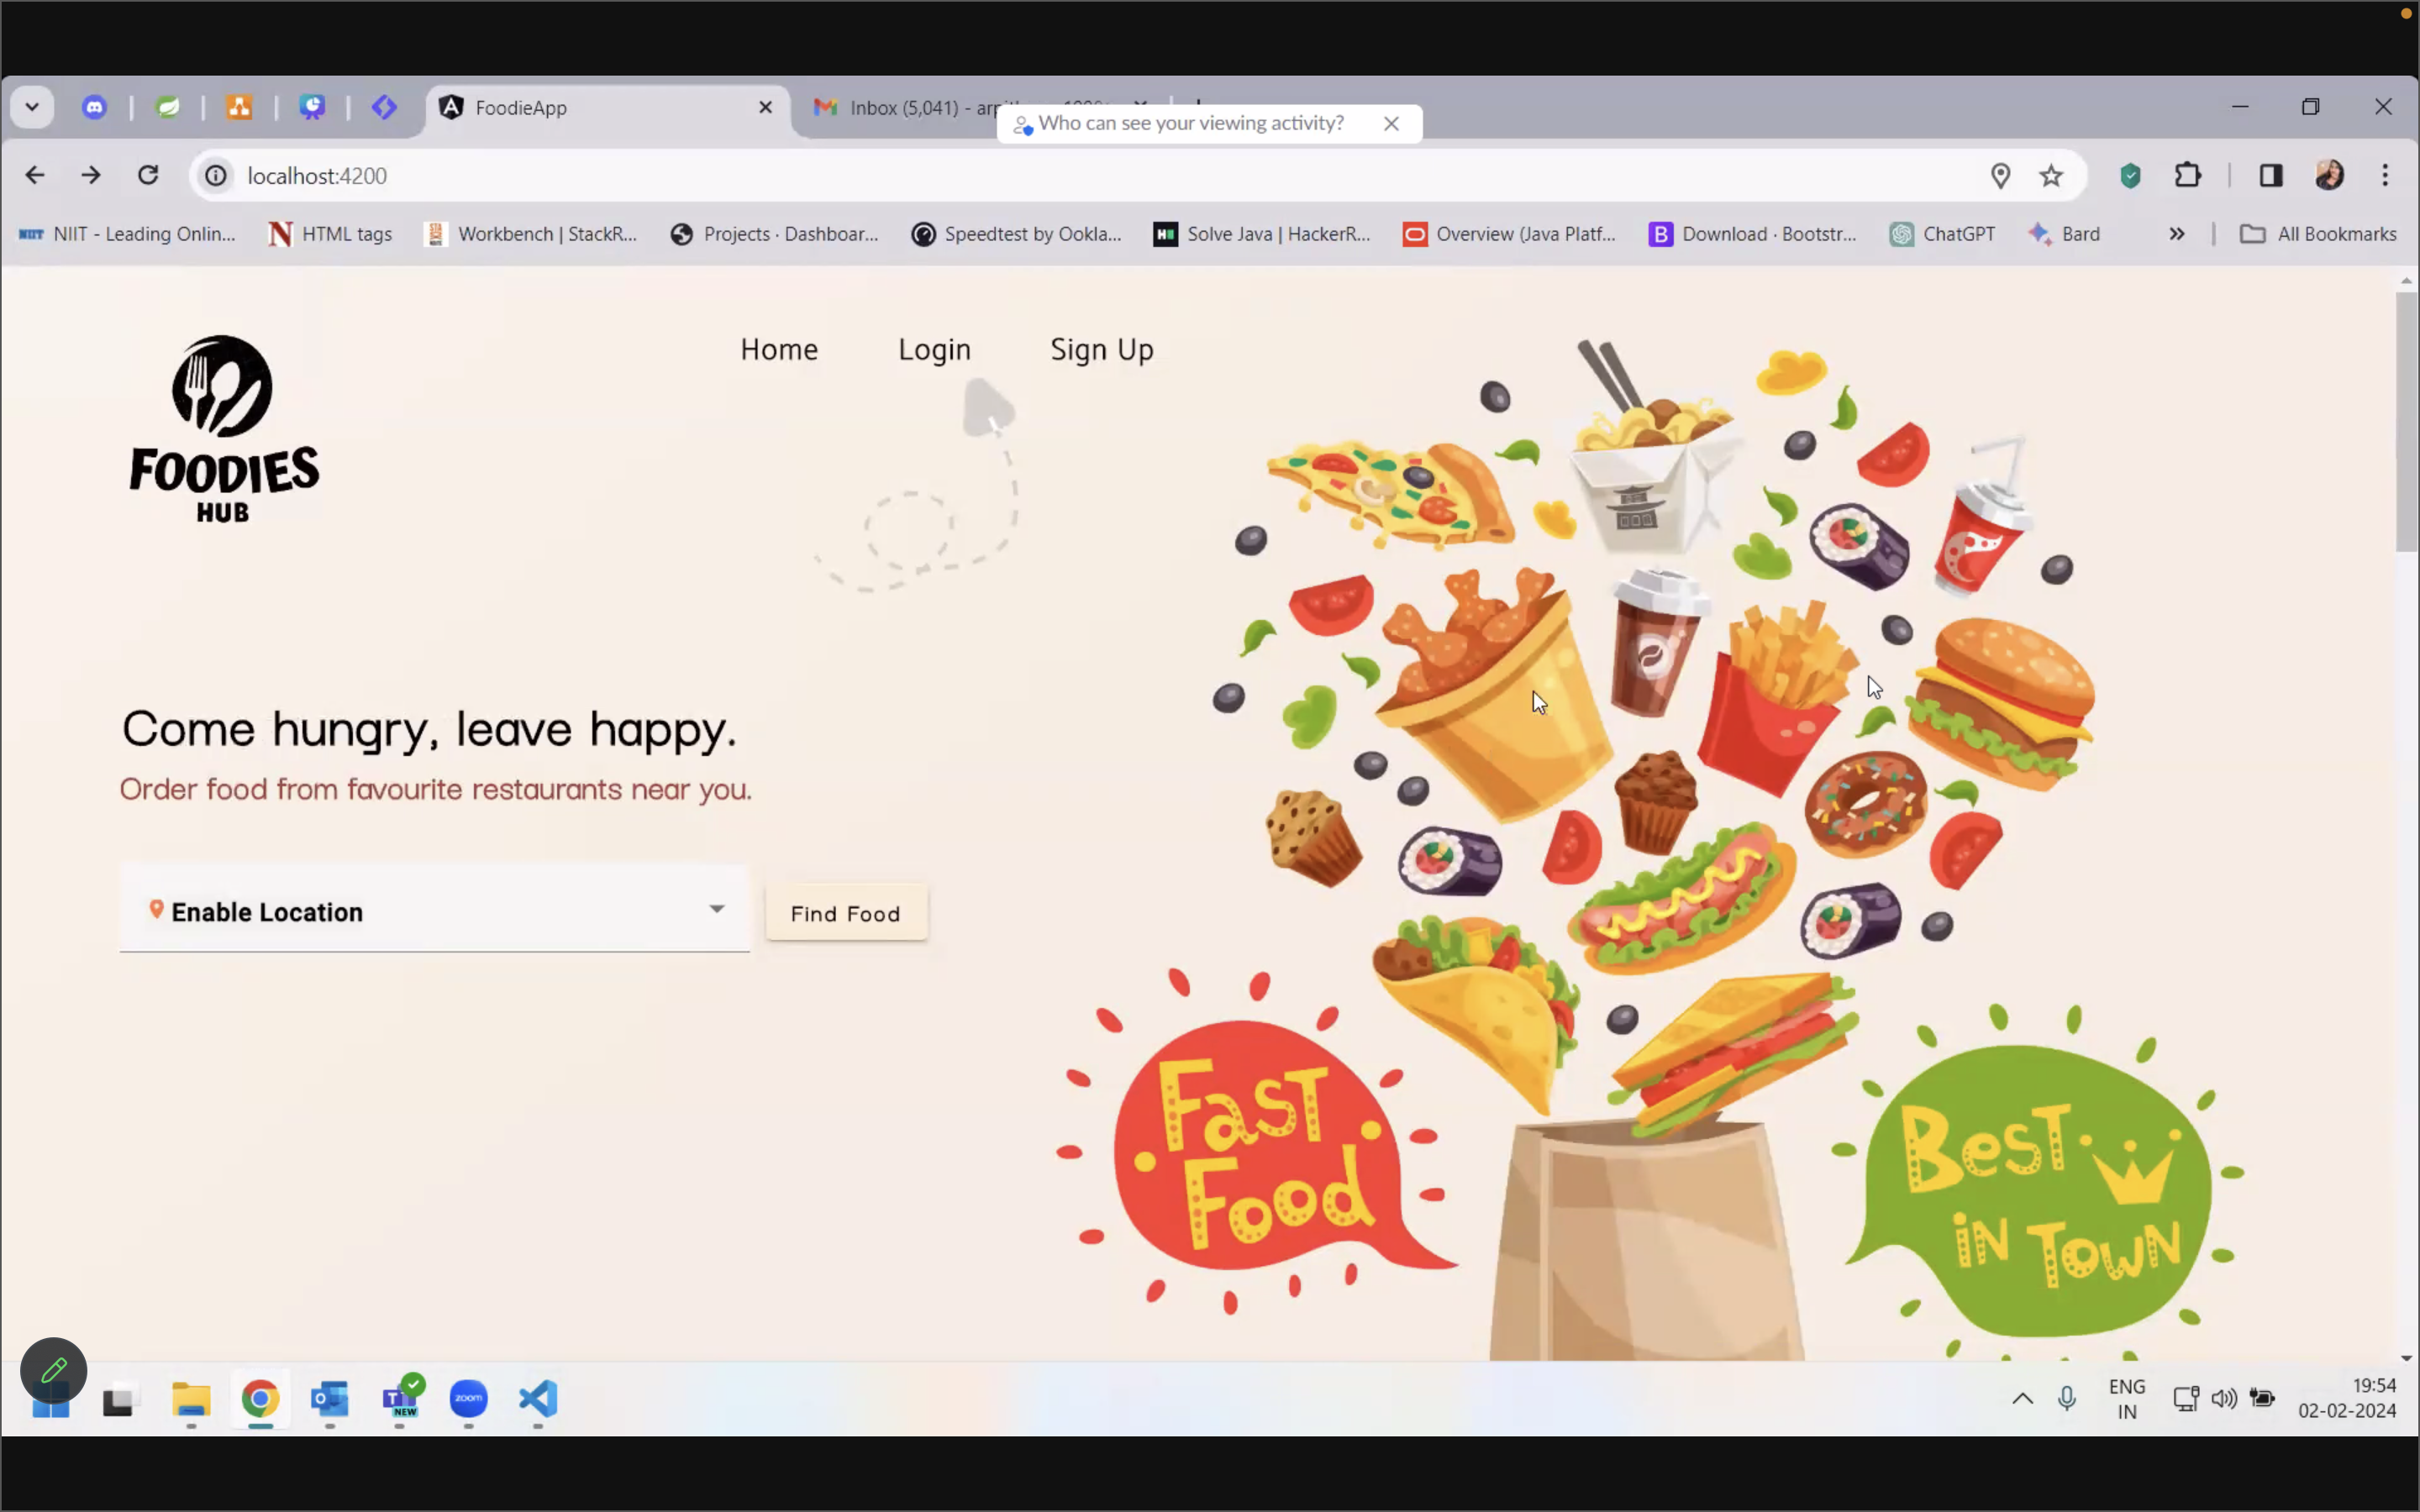 FoodieApp
Inbox (5,041) -
Who can see your viewing activity?
localhost:4200
NIIT NIIT - Leading Onlin...
HTML tags
Workbench | StackR...
Projects · Dashboar...
Speedtest by Ookla...
Solve Java | HackerR...
Overview (Java Platf...
B Download · Bootstr...
ChatGPT
Bard
All Bookmarks
Home
Login
Sign Up
FOODIES
HUB
Come hungry, leave happy.
Order food from favourite restaurants near you.
Enable Location
Find Food
FAST
FOOD
BEST
IN TOWN
NEW
zoom
ENG
IN
19:54
02-02-2024